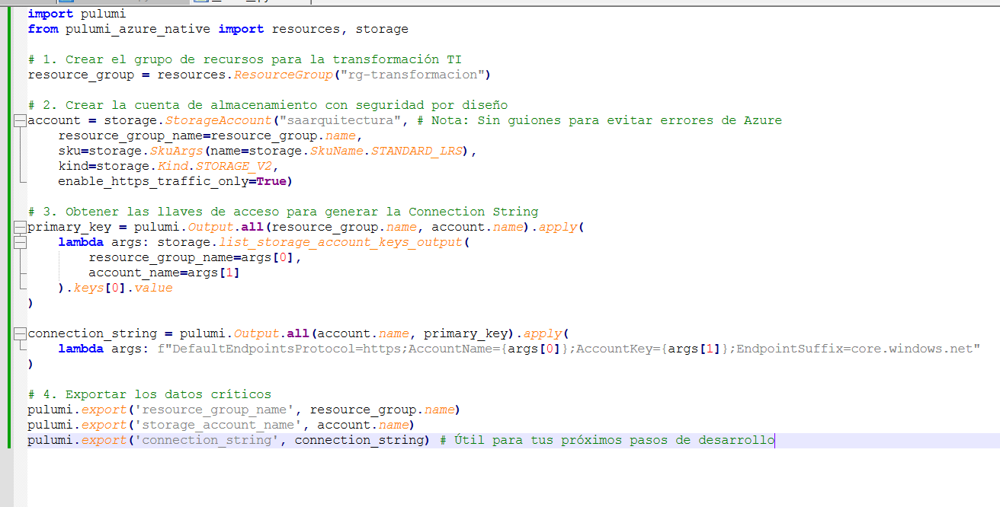 import pulumi
from pulumi_azure_native import resources, storage

# 1. Crear el grupo de recursos para la transformación TI
resource_group = resources.ResourceGroup("rg-transformacion")

# 2. Crear la cuenta de almacenamiento con seguridad por diseño
account = storage.StorageAccount("saarquitectura", # Nota: Sin guiones para evitar errores de Azure
    resource_group_name=resource_group.name,
    sku=storage.SkuArgs(name=storage.SkuName.STANDARD_LRS),
    kind=storage.Kind.STORAGE_V2,
    enable_https_traffic_only=True)

# 3. Obtener las llaves de acceso para generar la Connection String
primary_key = pulumi.Output.all(resource_group.name, account.name).apply(
    lambda args: storage.list_storage_account_keys_output(
        resource_group_name=args[0],
        account_name=args[1]
    ).keys[0].value
)

connection_string = pulumi.Output.all(account.name, primary_key).apply(
    lambda args: f"DefaultEndpointsProtocol=https;AccountName={args[0]};AccountKey={args[1]};EndpointSuffix=core.windows.net"
)

# 4. Exportar los datos críticos
pulumi.export('resource_group_name', resource_group.name)
pulumi.export('storage_account_name', account.name)
pulumi.export('connection_string', connection_string) # Útil para tus próximos pasos de desarrollo